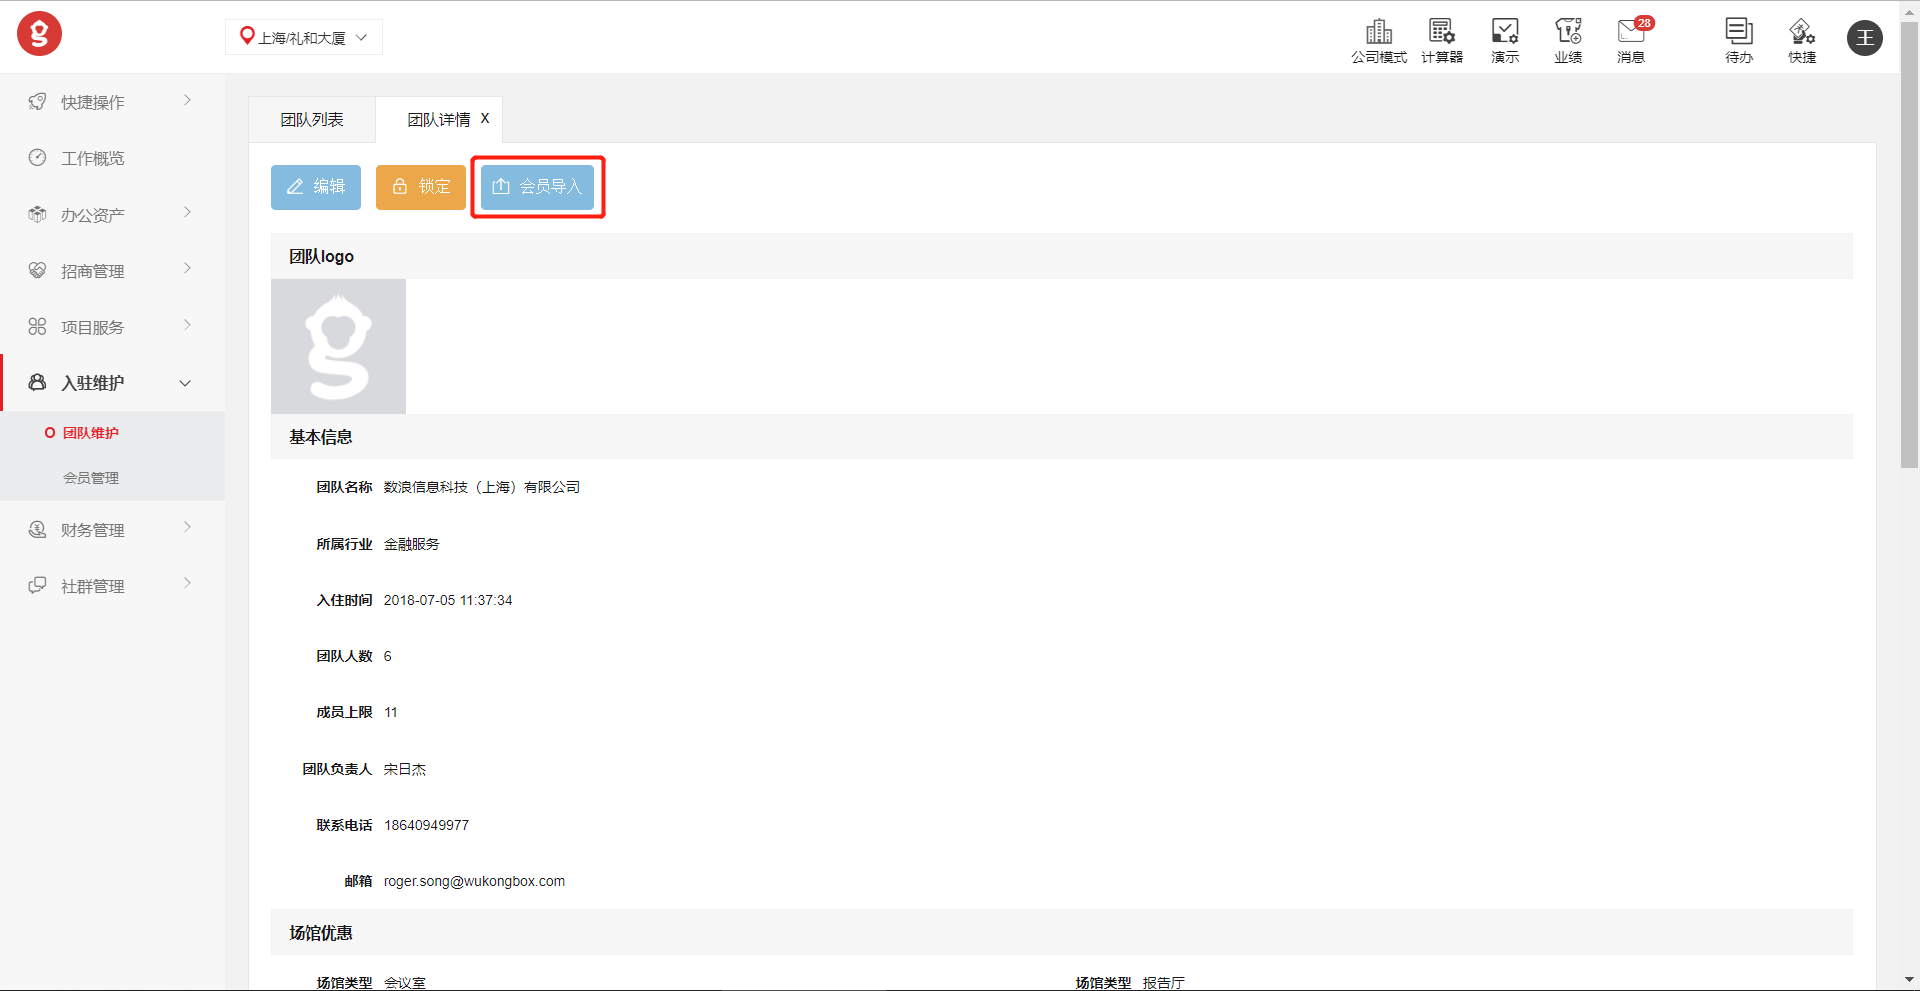 上海/礼和大厦
公司模式
计算器
演示
业绩
28
消息
待办
快捷
王
快捷操作
工作概览
办公资产
招商管理
项目服务
入驻维护
团队维护
会员管理
财务管理
社群管理
团队列表
团队详情 X
编辑
锁定
会员导入
团队logo
基本信息
团队名称 数浪信息科技（上海）有限公司
所属行业 金融服务
入住时间 2018-07-05 11:37:34
团队人数 6
成员上限 11
团队负责人 宋日杰
联系电话 18640949977
邮箱 roger.song@wukongbox.com
场馆优惠
场馆类型 会议室
场馆类型 报告厅